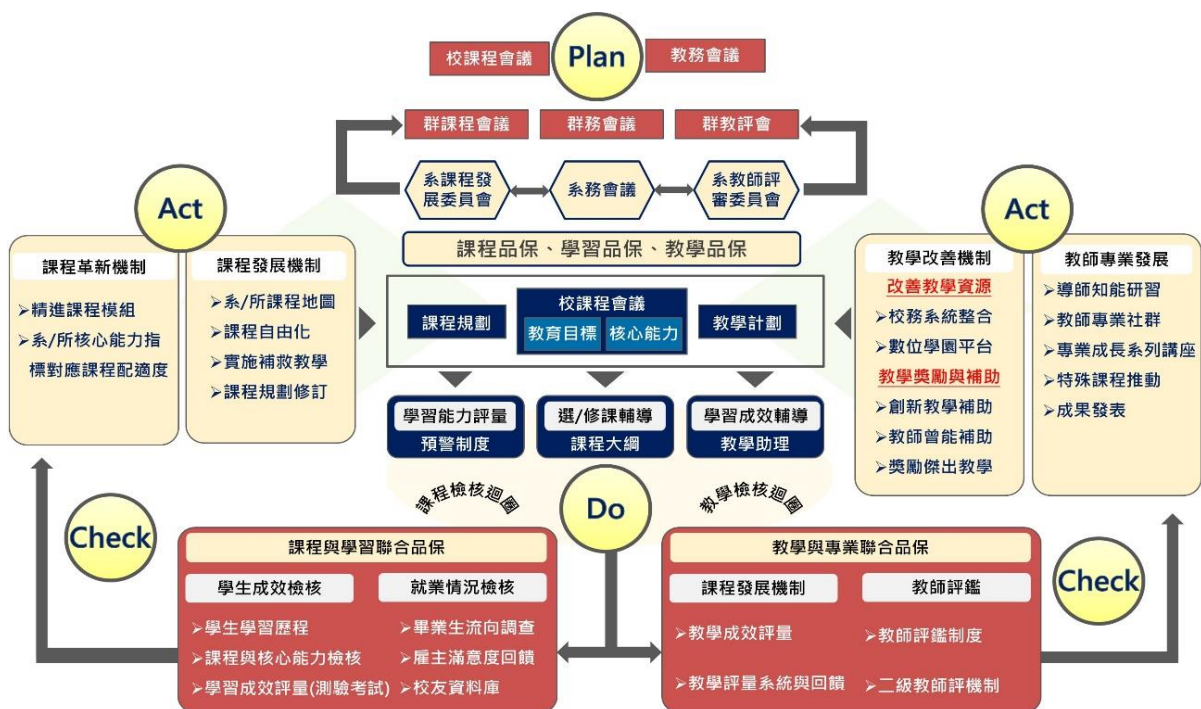 校課程會議
Plan
教務會議
群課程會議
群務會議
群教評會
系課程發
展委員會
系務會議
系教師評
審委員會
Act
課程革新機制
➢精進課程模組
➢系/所核心能力指
標對應課程配適度
課程發展機制
➢系/所課程地圖
➢課程自由化
➢實施補救教學
➢課程規劃修訂
課程品保、學習品保、教學品保
課程規劃
校課程會議
教育目標
核心能力
教學計劃
學習能力評量
預警制度
選/修課輔導
課程大綱
學習成效輔導
教學助理
Act
教學改善機制
改善教學資源
➢校務系統整合
➢數位學園平台
教學獎勵與補助
➢創新教學補助
➢教師曾能補助
➢獎勵傑出教學
教師專業發展
➢導師知能研習
➢教師專業社群
➢專業成長系列講座
➢特殊課程推動
➢成果發表
課程檢核迴圈
Do
教學檢核迴圈
Check
課程與學習聯合品保
學生成效檢核
➢學生學習歷程
➢課程與核心能力檢核
➢學習成效評量(測驗考試)
就業情況檢核
➢畢業生流向調查
➢雇主滿意度回饋
➢校友資料庫
教學與專業聯合品保
課程發展機制
➢教學成效評量
➢教學評量系統與回饋
教師評鑑
➢教師評鑑制度
➢二級教師評機制
Check